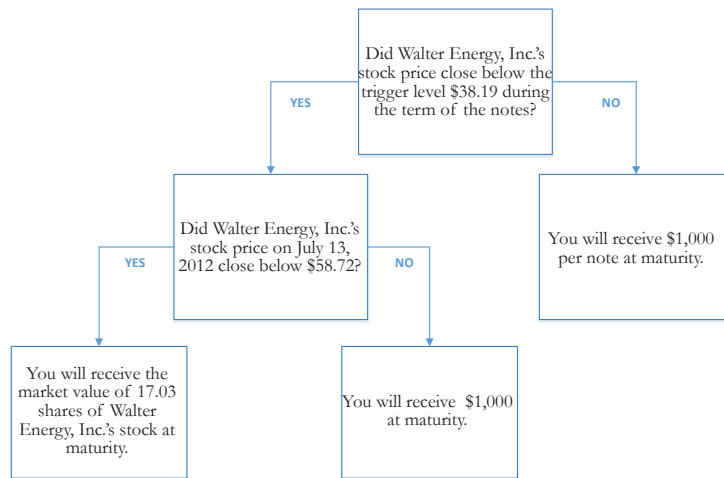 Did Walter Energy, Inc.'s
stock price close below the
trigger level $38.19 during
the term of the notes?
YES
NO
Did Walter Energy, Inc.'s
stock price on July 13,
2012 close below $58.72?
You will receive $1,000
per note at maturity.
YES
NO
You will receive the
market value of 17.03
shares of Walter
Energy, Inc.'s stock at
maturity.
You will receive $1,000
at maturity.